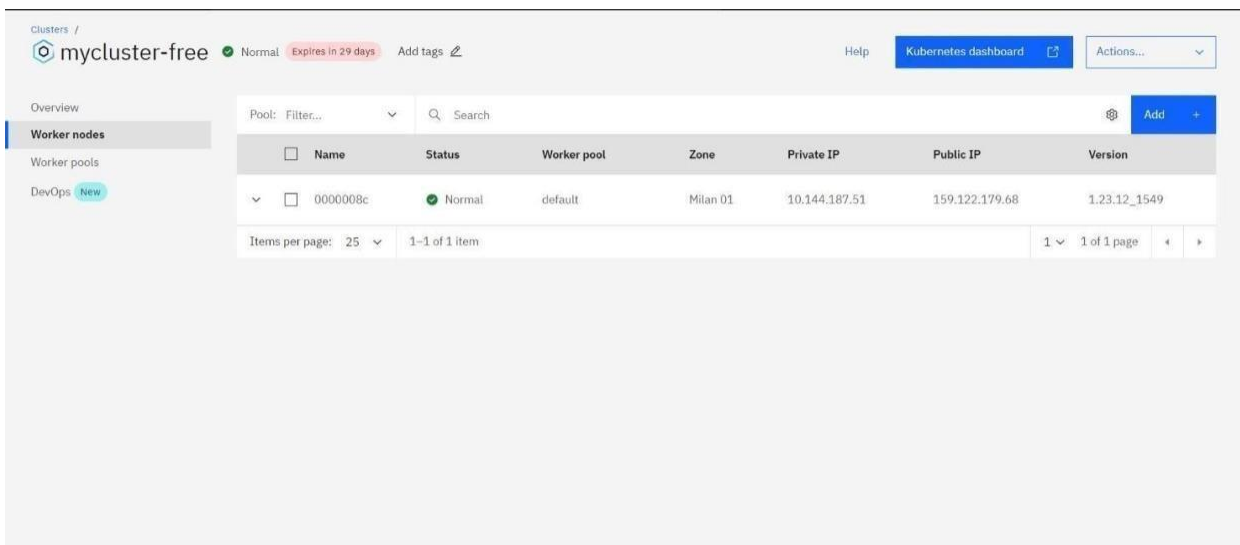 Clusters /
mycluster-free Normal Expires in 29 days Add tags Help Kubernetes dashboard Actions...
Overview
Worker nodes
Worker pools
DevOps New
Pool: Filter... Search Add +
Name Status Worker pool Zone Private IP Public IP Version
0000008c Normal default Milan 01 10.144.187.51 159.122.179.68 1.23.12_1549
Items per page: 25 1–1 of 1 item 1 1 of 1 page